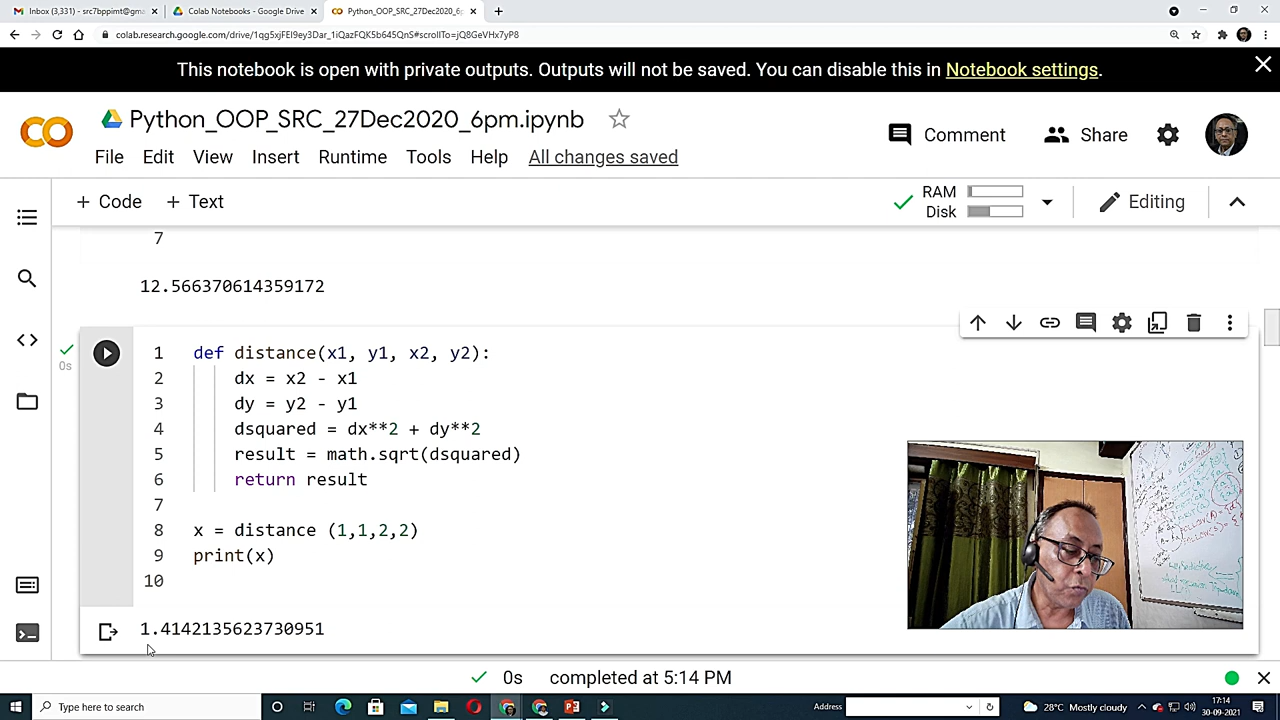 Inbox (3,331) - src7bppimt@gma
Colab Notebooks - Google Drive
Python_OOP_SRC_27Dec2020_6p
colab.research.google.com/drive/1qg5xjFEI9ey3Dar_1iQazFQK5b645QnS#scrollTo=jQ8GeVHx7yP8
This notebook is open with private outputs. Outputs will not be saved. You can disable this in Notebook settings.
Python_OOP_SRC_27Dec2020_6pm.ipynb
Comment
Share
File Edit View Insert Runtime Tools Help All changes saved
+ Code + Text
RAM
Disk
Editing
7
12.566370614359172
0s
1 def distance(x1, y1, x2, y2):
2 dx = x2 - x1
3 dy = y2 - y1
4 dsquared = dx**2 + dy**2
5 result = math.sqrt(dsquared)
6 return result
7
8 x = distance (1,1,2,2)
9 print(x)
10
1.4142135623730951
0s completed at 5:14 PM
Type here to search
Address
28°C Mostly cloudy
17:14
30-09-2021